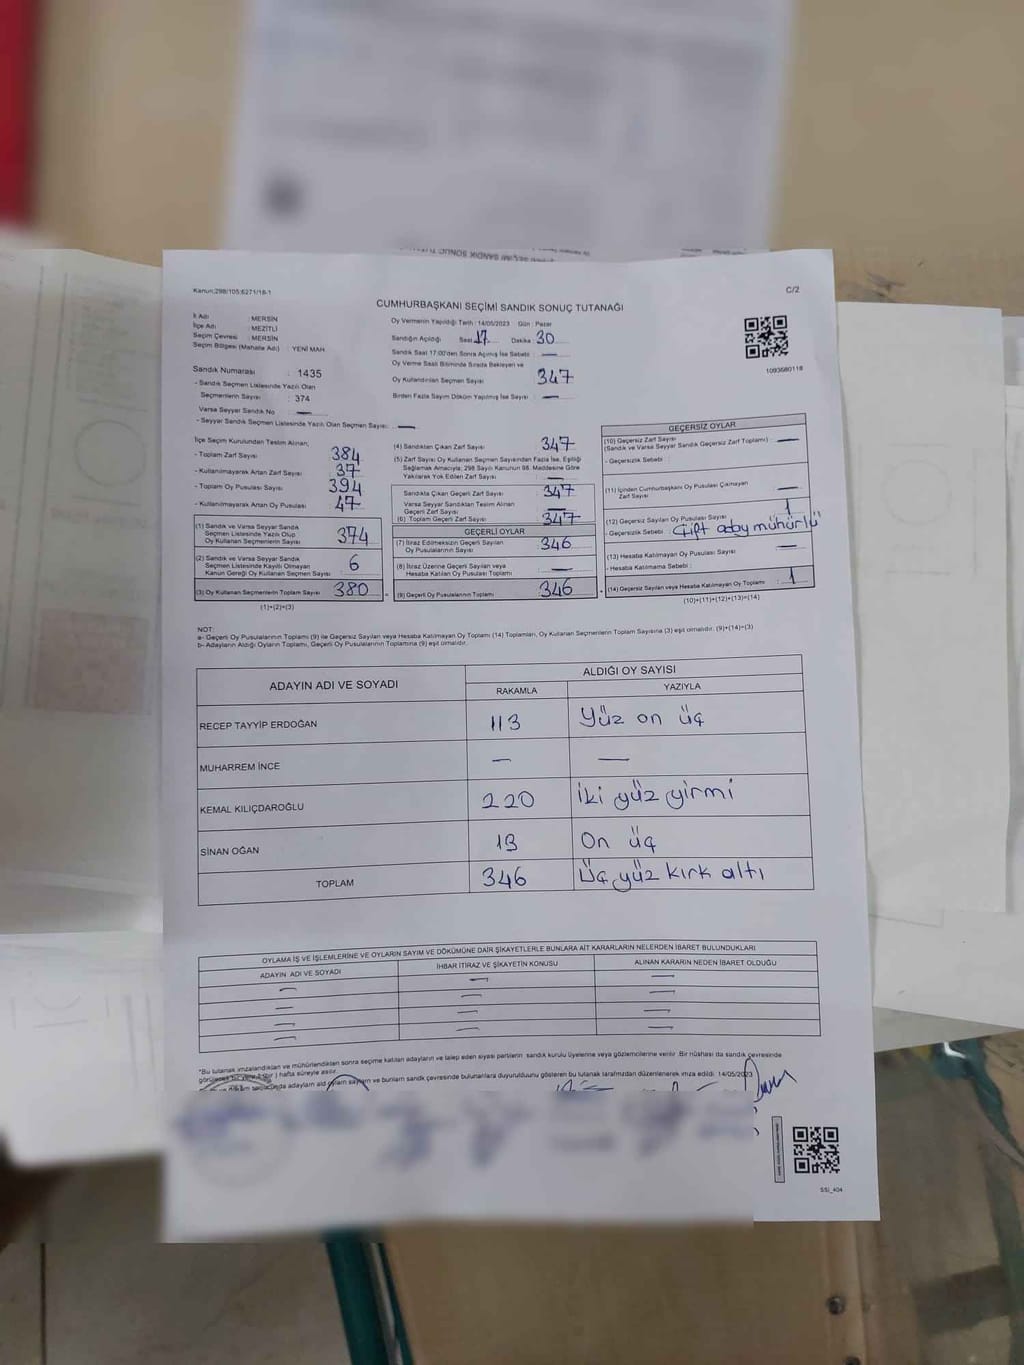 Kanun:298/105;6271/18-1
C/2
CUMHURBAŞKANI SEÇİMİ SANDIK SONUÇ TUTANAĞI
İl Adı : MERSİN
İlçe Adı : MEZİTLİ
Seçim Çevresi : MERSİN
Seçim Bölgesi (Mahalle Adı) : YENİ MAH.
Sandık Numarası : 1435
- Sandık Seçmen Listesinde Yazılı Olan
Seçmenlerin Sayısı : 374
Varsa Seyyar Sandık No —
- Seyyar Sandık Listesinde Yazılı Olan Seçmen Sayısı : —
Oy Vermenin Yapıldığı Tarih : 14/05/2023 Gün : Pazar
Sandığın Açıldığı Saat 17 Dakika : 30
Sandık Saat 17:00'den Sonra Açılmış İse Sebebi : —
Oy Verme Saati Bitiminde Sırada Bekleyen ve
Oy Kullandırılan Seçmen Sayısı 347
Birden Fazla Sayım Döküm Yapılmış İse Sayısı : —
1093680118
İlçe Seçim Kurulundan Teslim Alınan;
- Toplam Zarf Sayısı 384
- Kullanılmayarak Artan Zarf Sayısı 37
- Toplam Oy Pusulası Sayısı 394
- Kullanılmayarak Artan Oy Pusulası 47
(1) Sandık ve Varsa Seyyar Sandık
Seçmen Listesinde Yazılı Olup
Oy Kullanan Seçmenlerin Sayısı 374
(2) Sandık ve Varsa Seyyar Sandık
Seçmen Listesinde Kayıtlı Olmayan
Kanun Gereği Oy Kullanan Seçmen Sayısı 6
(3) Oy Kullanan Seçmenlerin Toplam Sayısı 380
(1)+(2)=(3)
(4) Sandıktan Çıkan Zarf Sayısı 347
(5) Zarf Sayısı Oy Kullanan Seçmen Sayısından Fazla İse, Eşitliği
Sağlamak Amacıyla; 298 Sayılı Kanunun 98. Maddesine Göre
Yakılarak Yok Edilen Zarf Sayısı —
Sandıkta Çıkan Geçerli Zarf Sayısı 347
Varsa Seyyar Sandıktan Teslim Alınan
Geçerli Zarf Sayısı —
(6) Toplam Geçerli Zarf Sayısı 347
GEÇERLİ OYLAR
(7) İtiraz Edilmeksizin Geçerli Sayılan
Oy Pusulalarının Sayısı 346
(8) İtiraz Üzerine Geçerli Sayılan veya
Hesaba Katılan Oy Pusulası Toplamı —
(9) Geçerli Oy Pusulalarının Toplamı 346
GEÇERSİZ OYLAR
(10) Geçersiz Zarf Sayısı
(Sandık ve Varsa Seyyar Sandık Geçersiz Zarf Toplamı) : —
- Geçersizlik Sebebi :
(11) İçinden Cumhurbaşkanı Oy Pusulası Çıkmayan
Zarf Sayısı —
(12) Geçersiz Sayılan Oy Pusulası Sayısı 1
- Geçersizlik Sebebi : Çift aday mühürlü
(13) Hesaba Katılmayan Oy Pusulası Sayısı —
- Hesaba Katılmama Sebebi :
(14) Geçersiz Sayılan veya Hesaba Katılmayan Oy Toplamı 1
(10)+(11)+(12)+(13)=(14)
NOT:
a- Geçerli Oy Pusulalarının Toplamı (9) ile Geçersiz Sayılan veya Hesaba Katılmayan Oy Toplamı (14) Toplamları, Oy Kullanan Seçmenlerin Toplam Sayısına (3) eşit olmalıdır. (9)+(14)=(3)
b- Adayların Aldığı Oyların Toplamı, Geçerli Oy Pusulalarının Toplamına (9) eşit olmalıdır.
ADAYIN ADI VE SOYADI ALDIĞI OY SAYISI
RAKAMLA YAZIYLA
RECEP TAYYİP ERDOĞAN 113 Yüz on üç
MUHARREM İNCE — —
KEMAL KILIÇDAROĞLU 220 iki yüz yirmi
SİNAN OĞAN 13 On üç
TOPLAM 346 Üç yüz kırk altı
OYLAMA İŞ VE İŞLEMLERİNE VE OYLARIN SAYIM VE DÖKÜMÜNE DAİR ŞİKAYETLERLE BUNLARA AİT KARARLARIN NELERDEN İBARET BULUNDUKLARI
ADAYIN ADI VE SOYADI İHBAR İTİRAZ VE ŞİKAYETİN KONUSU ALINAN KARARIN NEDEN İBARET OLDUĞU
— — —
— — —
— — —
— — —
"Bu tutanak imzalandıktan ve mühürlendikten sonra seçime katılan adayların ve talep eden siyasi partilerin sandık kurulu üyelerine veya gözlemcilerine verilir. Bir nüshası da sandık çevresinde
görülecek bir yere 1 (bir) hafta süreyle asılır.
adayların ald oyların sayısını ve bunların sandık çevresinde bulunanlara duyurulduğunu gösteren bu tutanak tarafımızdan düzenlenerek imza edildi. 14/05/2023
SSt_404